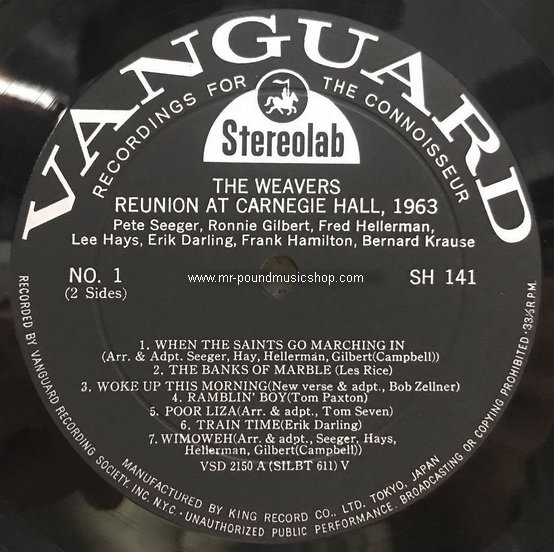 VANGUARD
RECORDINGS FOR THE CONNOISSEUR
Stereolab
THE WEAVERS
REUNION AT CARNEGIE HALL, 1963
Pete Seeger, Ronnie Gilbert, Fred Hellerman,
Lee Hays, Erik Darling, Frank Hamilton, Bernard Krause
NO. 1
(2 Sides)
www.mr-poundmusicshop.com
SH 141
1. WHEN THE SAINTS GO MARCHING IN
(Arr. & Adpt. Seeger, Hay, Hellerman, Gilbert(Campbell))
2. THE BANKS OF MARBLE (Les Rice)
3. WOKE UP THIS MORNING(New verse & adpt., Bob Zellner)
4. RAMBLIN' BOY(Tom Paxton)
5. POOR LIZA(Arr. & adpt., Tom Seven)
6. TRAIN TIME(Erik Darling)
7. WIMOWEH(Arr. & adpt., Seeger, Hays,
Hellerman, Gilbert(Campbell))
VSD 2150 A (SILBT 611) V
RECORDED BY VANGUARD RECORDING SOCIETY, INC. N.Y.C. • UNAUTHORIZED PUBLIC PERFORMANCE. BROADCASTING OR COPYING PROHIBITED • 33⅓ R.P.M.
MANUFACTURED BY KING RECORD CO., LTD. TOKYO, JAPAN